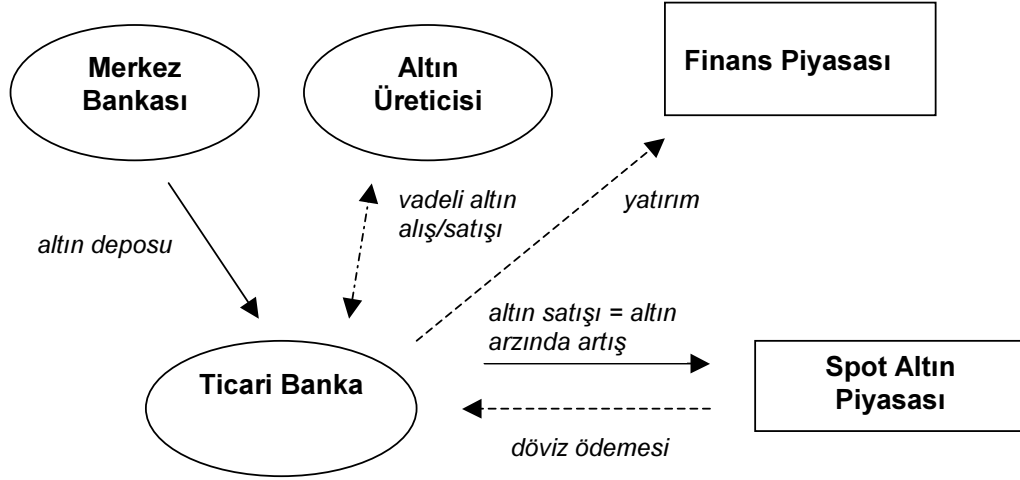 Merkez
Bankası
Altın
Üreticisi
Finans Piyasası
altın deposu
vadeli altın
alış/satışı
yatırım
altın satışı = altın
arzında artış
Ticari Banka
Spot Altın
Piyasası
döviz ödemesi